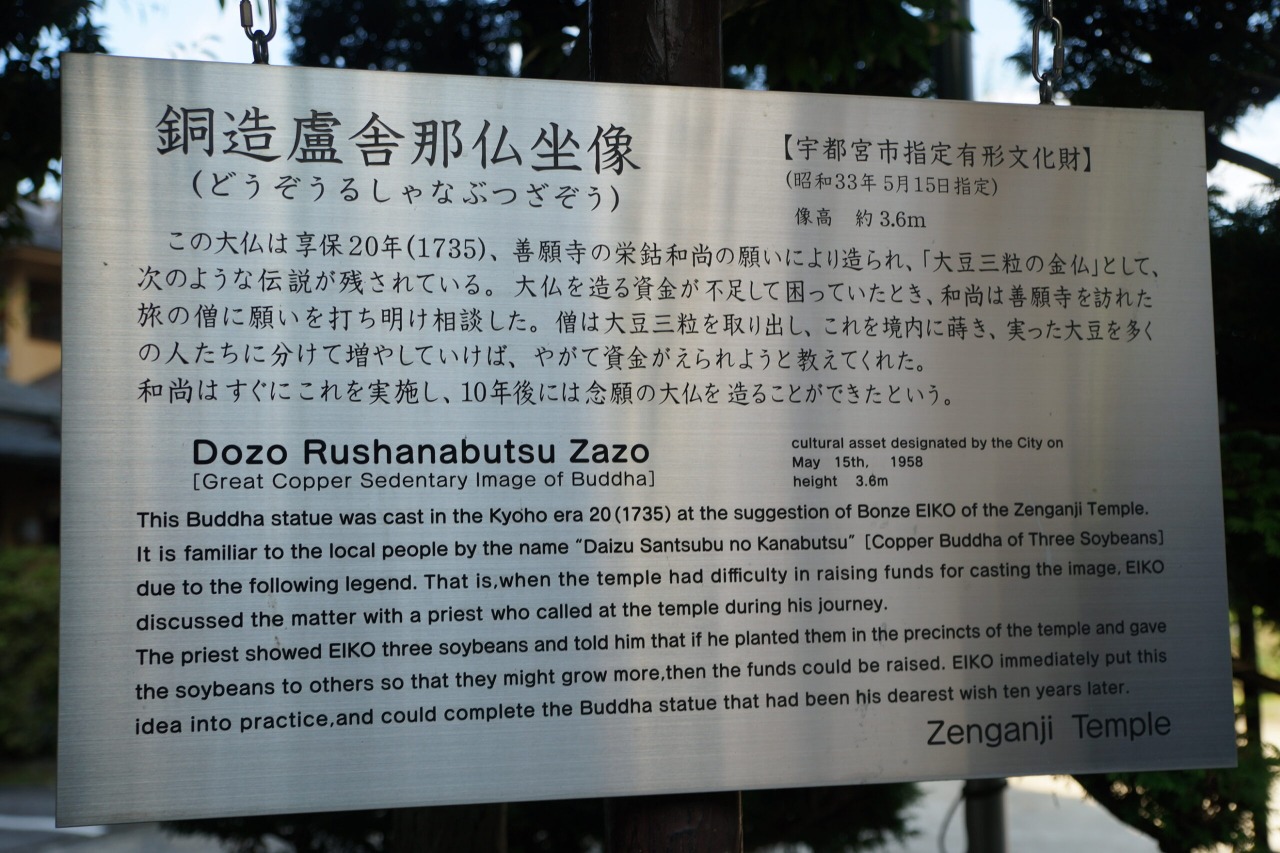 銅造盧舎那仏坐像
(どうぞうるしゃなぶつざぞう)
【宇都宮市指定有形文化財】
(昭和33年5月15日指定)
像高 約3.6m
この大仏は享保20年(1735)、善願寺の栄鈷和尚の願いにより造られ、「大豆三粒の金仏」として、
次のような伝説が残されている。大仏を造る資金が不足して困っていたとき、和尚は善願寺を訪れた
旅の僧に願いを打ち明け相談した。僧は大豆三粒を取り出し、これを境内に蒔き、実った大豆を多く
の人たちに分けて増やしていけば、やがて資金がえられようと教えてくれた。
和尚はすぐにこれを実施し、10年後には念願の大仏を造ることができたという。
Dozo Rushanabutsu Zazo
[Great Copper Sedentary Image of Buddha]
cultural asset designated by the City on
May 15th, 1958
height 3.6m
This Buddha statue was cast in the Kyoho era 20(1735) at the suggestion of Bonze EIKO of the Zenganji Temple.
It is familiar to the local people by the name “Daizu Santsubu no Kanabutsu” [Copper Buddha of Three Soybeans]
due to the following legend. That is,when the temple had difficulty in raising funds for casting the image, EIKO
discussed the matter with a priest who called at the temple during his journey.
The priest showed EIKO three soybeans and told him that if he planted them in the precincts of the temple and gave
the soybeans to others so that they might grow more,then the funds could be raised. EIKO immediately put this
idea into practice,and could complete the Buddha statue that had been his dearest wish ten years later.
Zenganji Temple